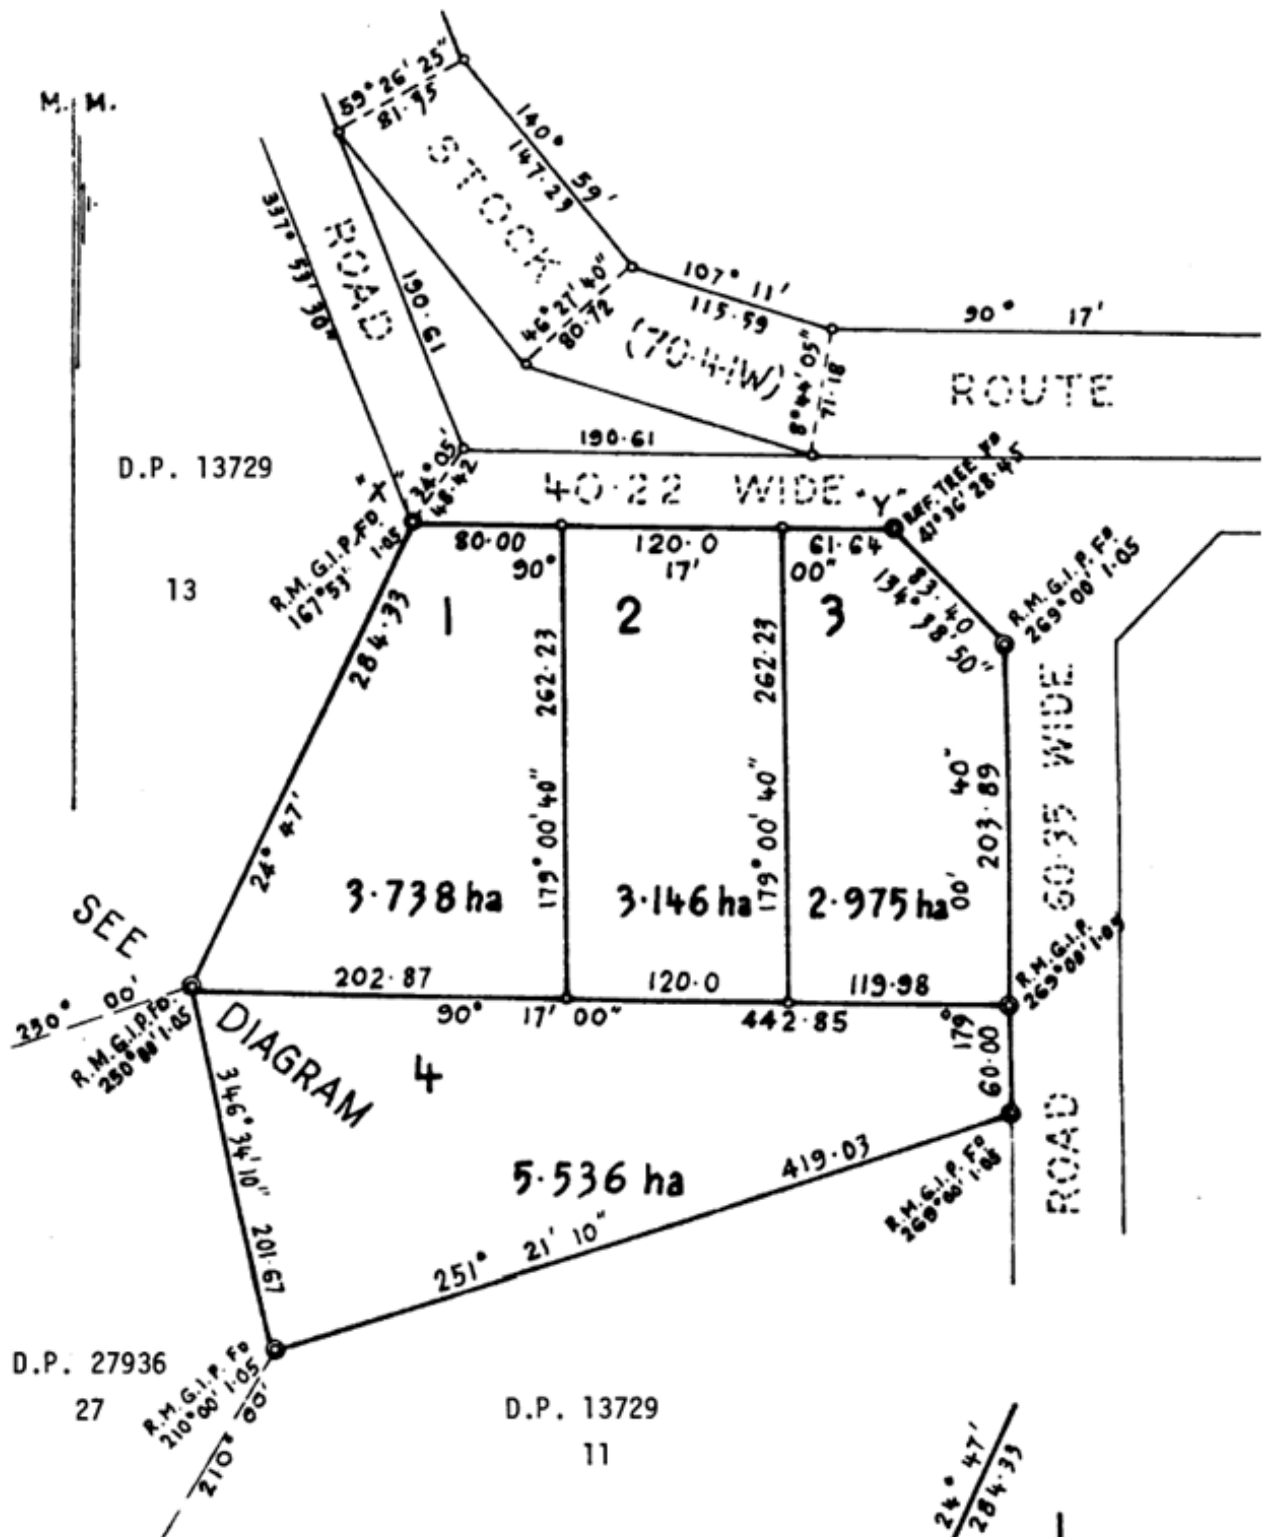 M. M.
59° 26' 25"
81.95
140° 59'
147.23
STOCK
337° 53' 30"
ROAD
190.61
46° 27' 40"
80.72
107° 11'
115.59
(70.41W)
8° 44' 05"
71.18
90° 17'
ROUTE
190.61
D.P. 13729
13
"X"
34° 05'
48.42
40.22 WIDE
"Y"
REF. TREE FD
41° 36' 28.45
R.M. G.I.P. FD
167° 53' 1.05
80.00
120.0
61.64
90° 17' 00"
83.40
134° 38' 50"
R.M. G.I.P. FD
269° 00' 1.05
1
2
3
284.33
24° 47'
262.23
179° 00' 40"
262.23
179° 00' 40"
203.89
179° 00' 40"
60.35 WIDE
ROAD
3.738 ha
3.146 ha
2.975 ha
SEE
DIAGRAM
250° 00'
R.M. G.I.P. FD.
250° 00' 1.05
202.87
120.0
119.98
90° 17' 00"
442.85
R.M. G.I.P.
269° 00' 1.05
60.00
4
346° 34' 10"
201.67
5.536 ha
419.03
251° 21' 10"
R.M. G.I.P. FD
269° 00' 1.05
D.P. 27936
27
R.M. G.I.P. FD
210° 00' 1.05
210° 00'
D.P. 13729
11
24° 47'
284.33
1